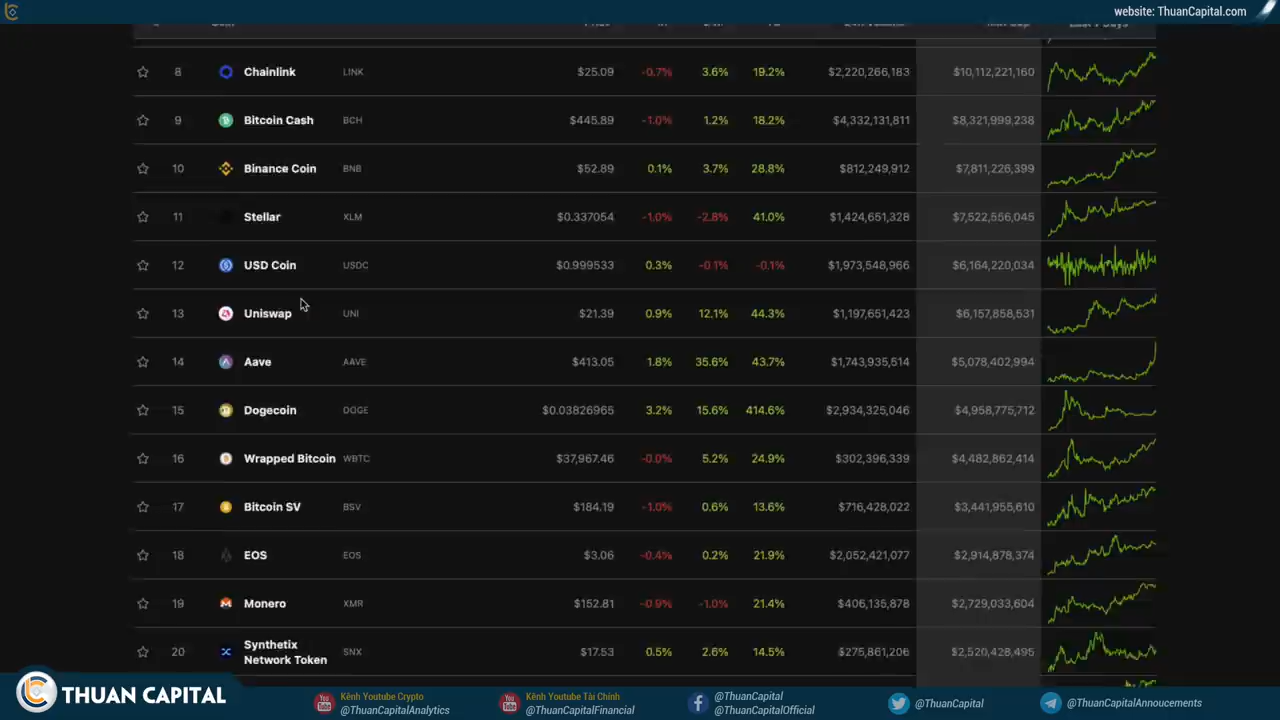 website: ThuanCapital.com
8 Chainlink LINK $25.09 -0.7% 3.6% 19.2% $2,220,266,183 $10,112,221,160
9 Bitcoin Cash BCH $445.89 -1.0% 1.2% 18.2% $4,332,131,811 $8,321,999,238
10 Binance Coin BNB $52.89 0.1% 3.7% 28.8% $812,249,912 $7,811,226,399
11 Stellar XLM $0.337054 -1.0% -2.8% 41.0% $1,424,651,328 $7,522,556,045
12 USD Coin USDC $0.999533 0.3% -0.1% -0.1% $1,973,548,966 $6,164,220,034
13 Uniswap UNI $21.39 0.9% 12.1% 44.3% $1,197,651,423 $6,157,858,531
14 Aave AAVE $413.05 1.8% 35.6% 43.7% $1,743,935,514 $5,078,402,994
15 Dogecoin DOGE $0.03826965 3.2% 15.6% 414.6% $2,934,325,046 $4,958,775,712
16 Wrapped Bitcoin WBTC $37,967.46 -0.0% 5.2% 24.9% $302,396,339 $4,482,862,414
17 Bitcoin SV BSV $184.19 -1.0% 0.6% 13.6% $716,428,022 $3,441,955,610
18 EOS EOS $3.06 -0.4% 0.2% 21.9% $2,052,421,077 $2,914,878,374
19 Monero XMR $152.81 -0.9% -1.0% 21.4% $406,135,878 $2,729,033,604
20 Synthetix Network Token SNX $17.53 0.5% 2.6% 14.5% $275,861,206 $2,520,428,495
THUAN CAPITAL
Kênh Youtube Crypto
@ThuanCapitalAnalytics
Kênh Youtube Tài Chính
@ThuanCapitalFinancial
@ThuanCapital
@ThuanCapitalOfficial
@ThuanCapital
@ThuanCapitalAnnoucements